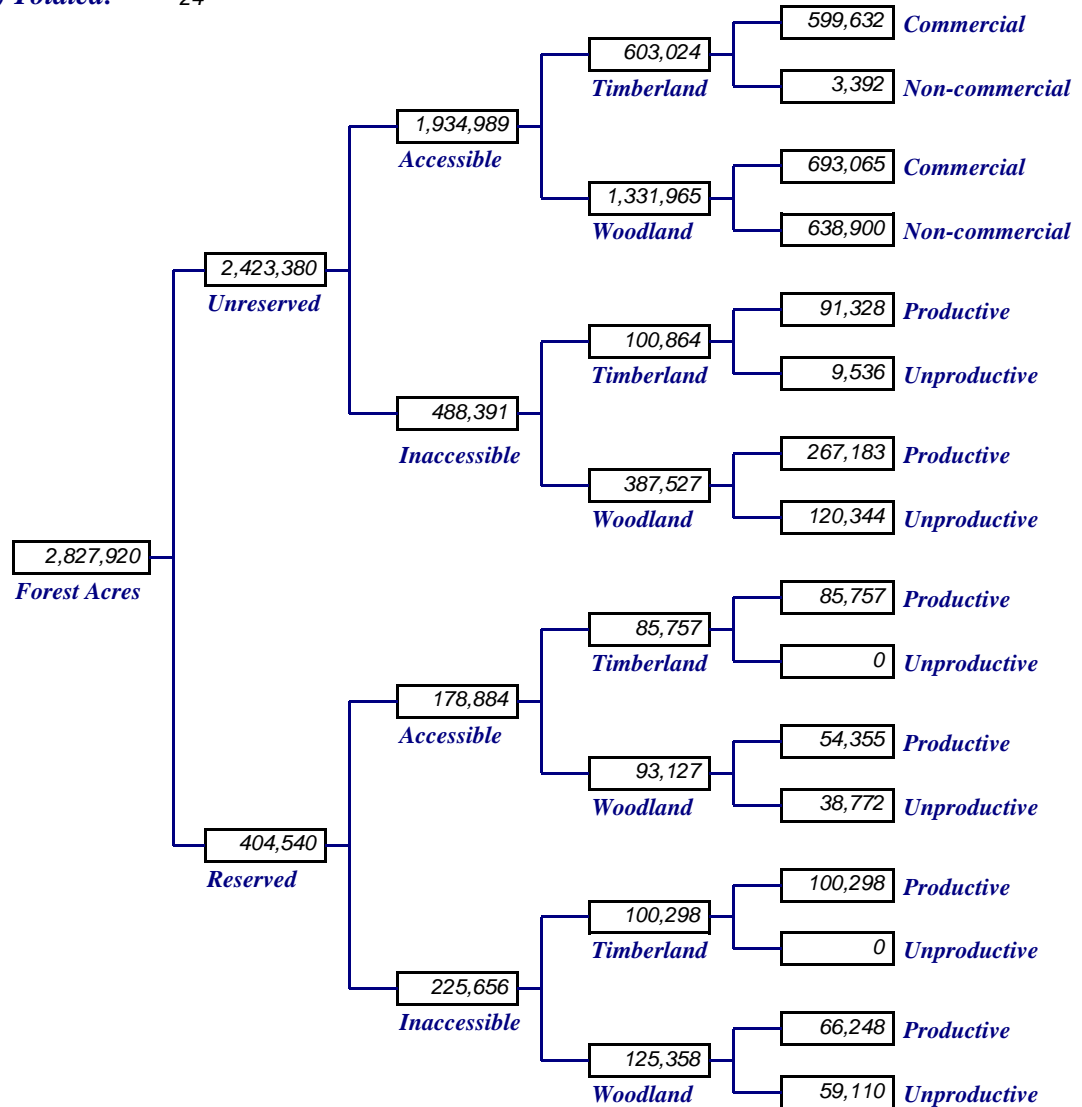 Totaled: 24
599,632 Commercial
603,024
Timberland
3,392 Non-commercial
1,934,989
Accessible
693,065 Commercial
1,331,965
Woodland
638,900 Non-commercial
2,423,380
Unreserved
91,328 Productive
100,864
Timberland
9,536 Unproductive
488,391
Inaccessible
267,183 Productive
387,527
Woodland
120,344 Unproductive
2,827,920
Forest Acres
85,757 Productive
85,757
Timberland
0 Unproductive
178,884
Accessible
54,355 Productive
93,127
Woodland
38,772 Unproductive
404,540
Reserved
100,298 Productive
100,298
Timberland
0 Unproductive
225,656
Inaccessible
66,248 Productive
125,358
Woodland
59,110 Unproductive